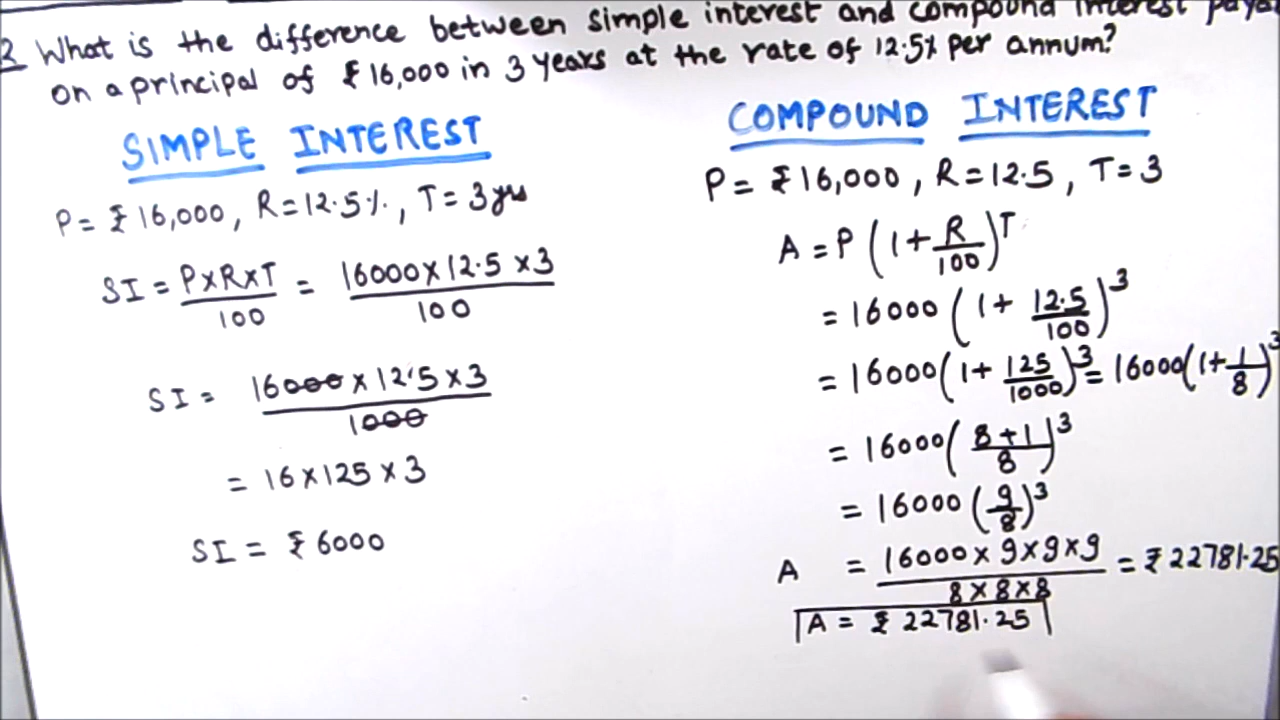 2 What is the difference between simple interest and compound interest
on a principal of ₹16,000 in 3 years at the rate of 12.5% per annum?
SIMPLE INTEREST
P = ₹16,000, R=12.5%, T=3yrs
SI = P×R×T/100 = 16000×12.5×3/100
SI = 16000×12.5×3/1000
= 16×125×3
SI = ₹6000
COMPOUND INTEREST
P = ₹16,000, R=12.5, T=3
A = P(1+R/100)^T
= 16000(1+12.5/100)^3
= 16000(1+125/1000)^3 = 16000(1+1/8)^3
= 16000(8+1/8)^3
= 16000(9/8)^3
A = 16000×9×9×9/8×8×8 = ₹22781.25
A = ₹22781.25